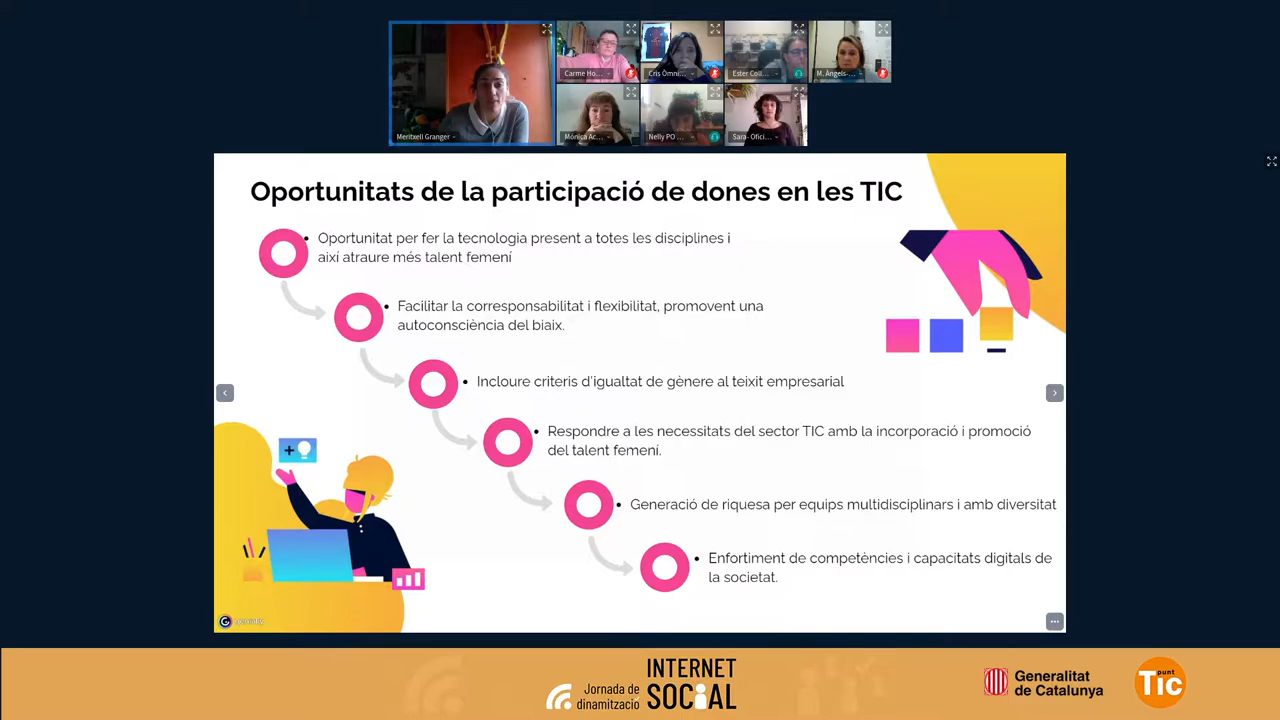 Meritxell Granger
Carme Ho...
Cris Òmni...
Ester Coll...
M. Àngels-...
Mònica Ac...
Nelly PO ...
Sara- Ofici...
Oportunitats de la participació de dones en les TIC
• Oportunitat per fer la tecnologia present a totes les disciplines i
així atraure més talent femení
• Facilitar la corresponsabilitat i flexibilitat, promovent una
autoconsciència del biaix.
• Incloure criteris d'igualtat de gènere al teixit empresarial
• Respondre a les necessitats del sector TIC amb la incorporació i promoció
del talent femení.
• Generació de riquesa per equips multidisciplinars i amb diversitat
• Enfortiment de competències i capacitats digitals de
la societat.
Jornada de
dinamització
INTERNET
SOCIAL
Generalitat
de Catalunya
punt
Tic